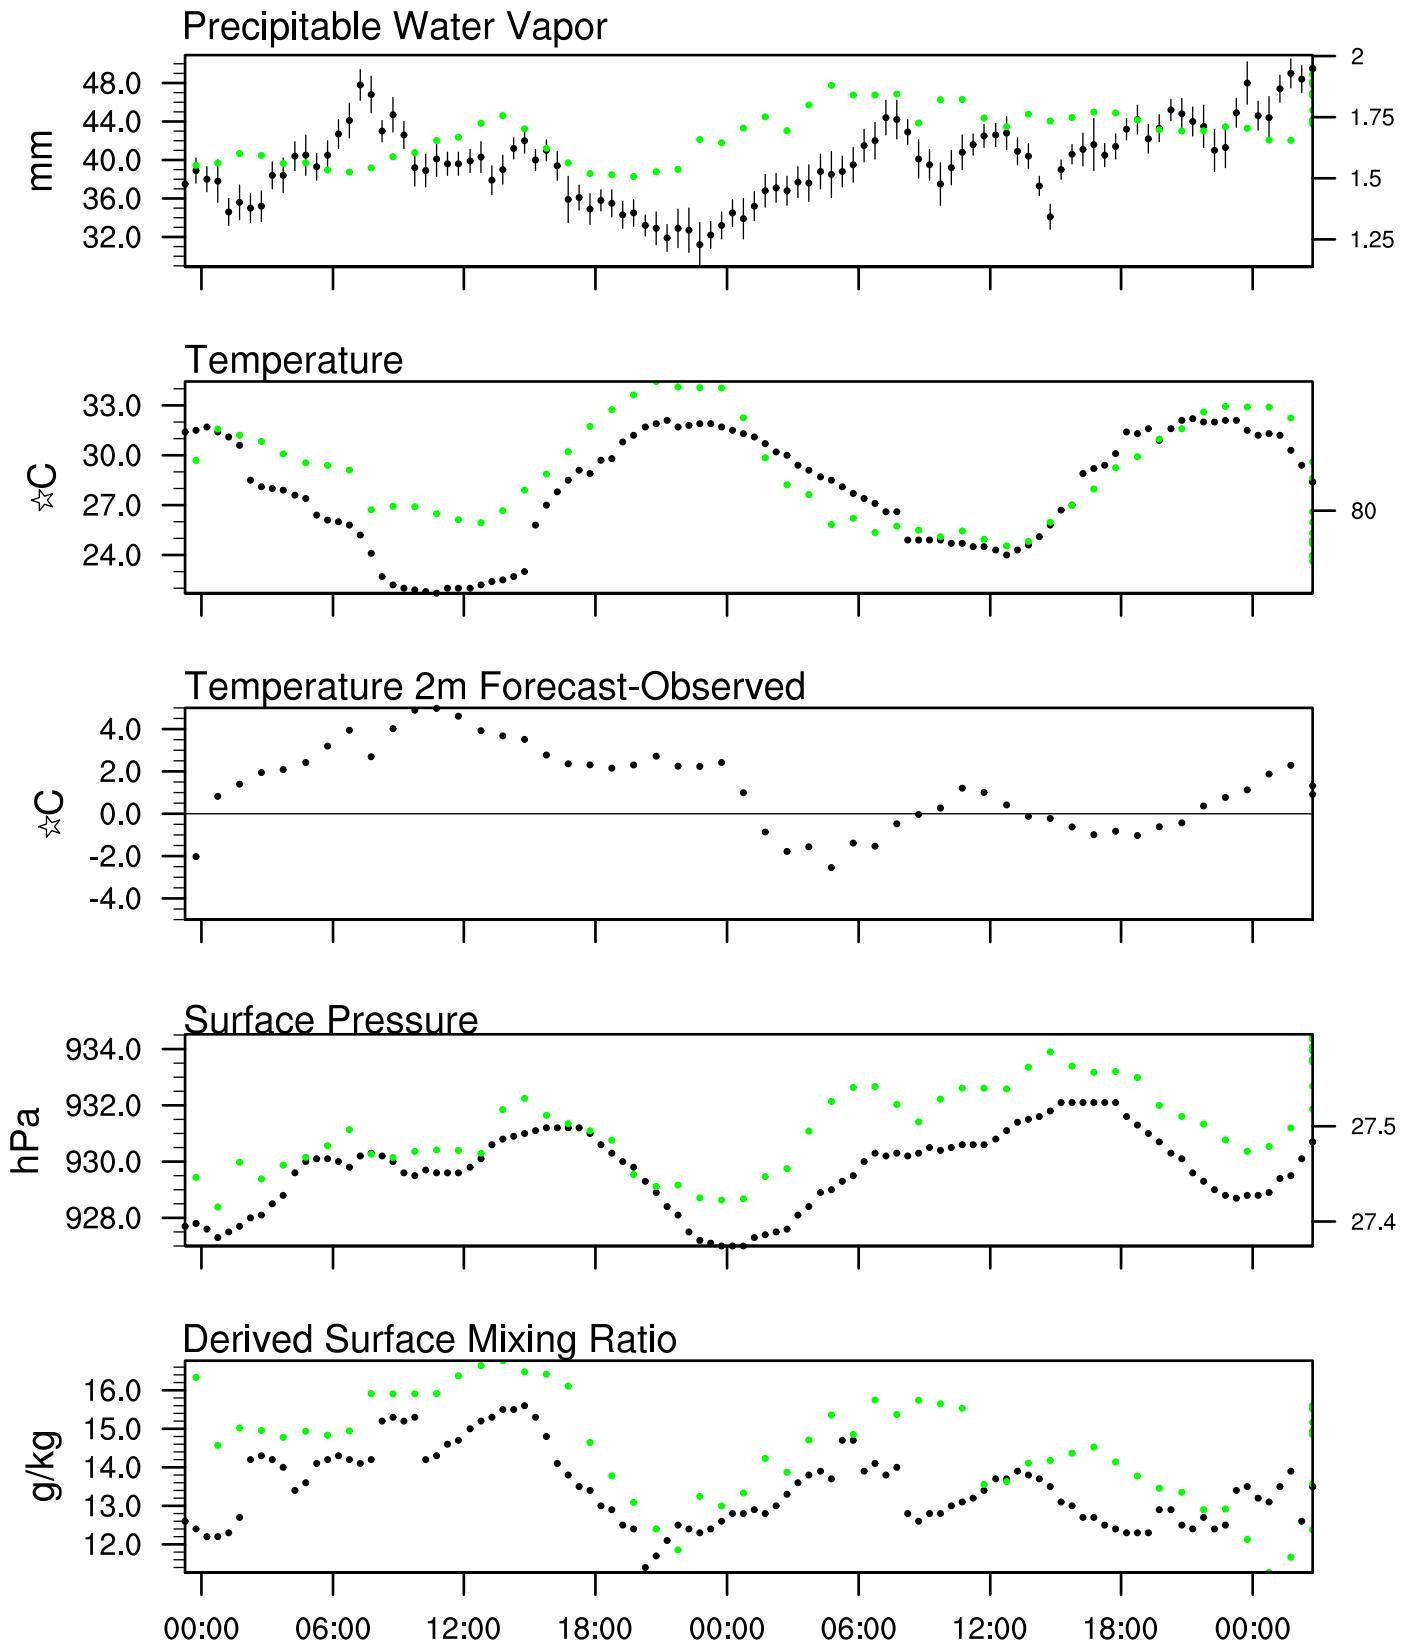 Precipitable Water Vapor
mm
48.0
44.0
40.0
36.0
32.0
2
1.75
1.5
1.25
Temperature
☆C
33.0
30.0
27.0
24.0
80
Temperature 2m Forecast-Observed
☆C
4.0
2.0
0.0
-2.0
-4.0
Surface Pressure
hPa
934.0
932.0
930.0
928.0
27.5
27.4
Derived Surface Mixing Ratio
g/kg
16.0
15.0
14.0
13.0
12.0
00:00 06:00 12:00 18:00 00:00 06:00 12:00 18:00 00:00